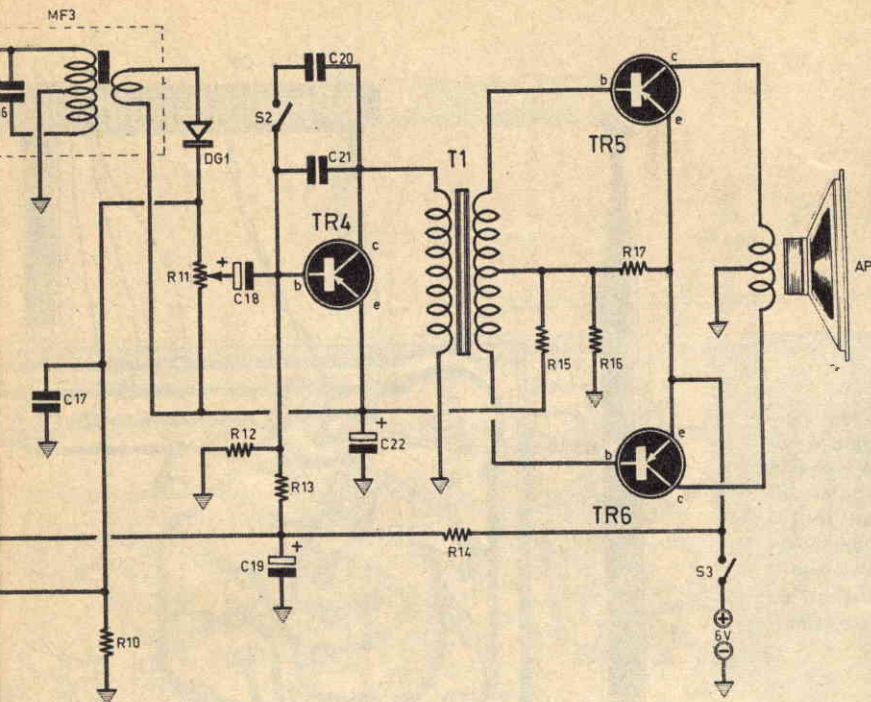 MF3
C20
c
b
e
S2
TR5
DG1
C21
T1
TR4
R17
c
R11
+
C18
b
AP
e
R15
R16
C17
+
C22
R12
e
b
R13
c
TR6
R14
+
C19
S3
+
6V
−
R10